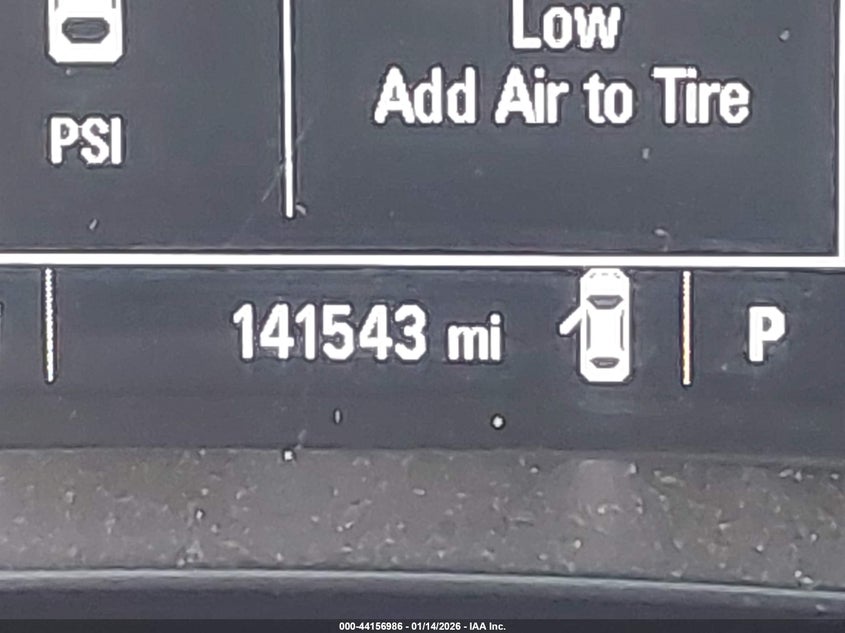 Low
Add Air to Tire
PSI
141543 mi
P
000-44156986 - 01/14/2026 - IAA Inc.